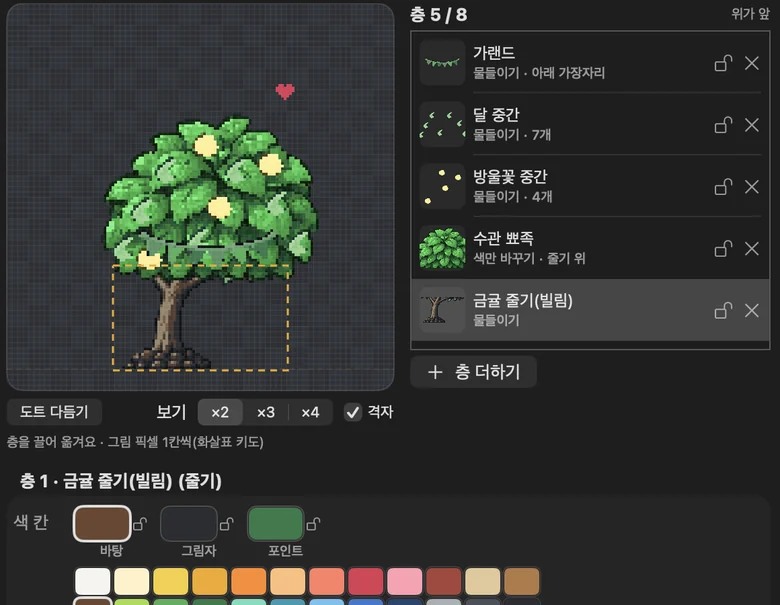 층 5 / 8
위가 앞
가랜드
물들이기 · 아래 가장자리
달 중간
물들이기 · 7개
방울꽃 중간
물들이기 · 4개
수관 뾰족
색만 바꾸기 · 줄기 위
금귤 줄기(빌림)
물들이기
+ 층 더하기
도트 다듬기
보기
×2
×3
×4
격자
층을 끌어 옮겨요 · 그림 픽셀 1칸씩(화살표 키도)
층 1 · 금귤 줄기(빌림) (줄기)
색 칸
바탕
그림자
포인트